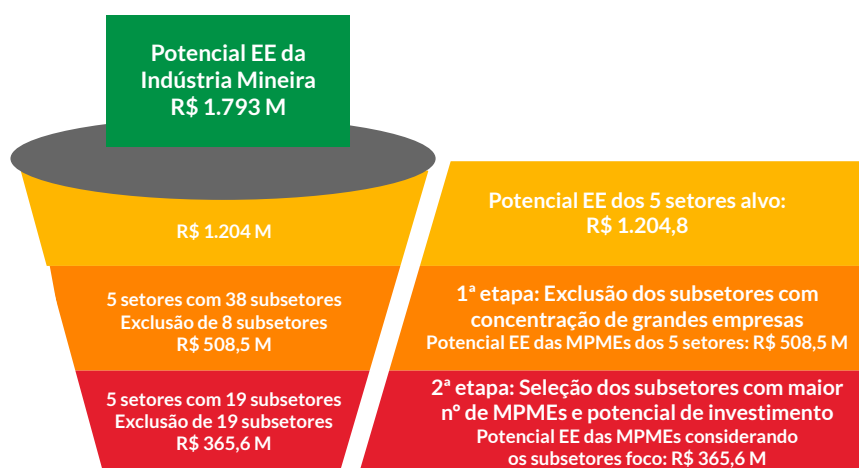 Potencial EE da
Indústria Mineira
R$ 1.793 M
R$ 1.204 M
Potencial EE dos 5 setores alvo:
R$ 1.204,8
5 setores com 38 subsetores
Exclusão de 8 subsetores
R$ 508,5 M
1ª etapa: Exclusão dos subsetores com
concentração de grandes empresas
Potencial EE das MPMEs dos 5 setores: R$ 508,5 M
5 setores com 19 subsetores
Exclusão de 19 subsetores
R$ 365,6 M
2ª etapa: Seleção dos subsetores com maior
nº de MPMEs e potencial de investimento
Potencial EE das MPMEs considerando
os subsetores foco: R$ 365,6 M